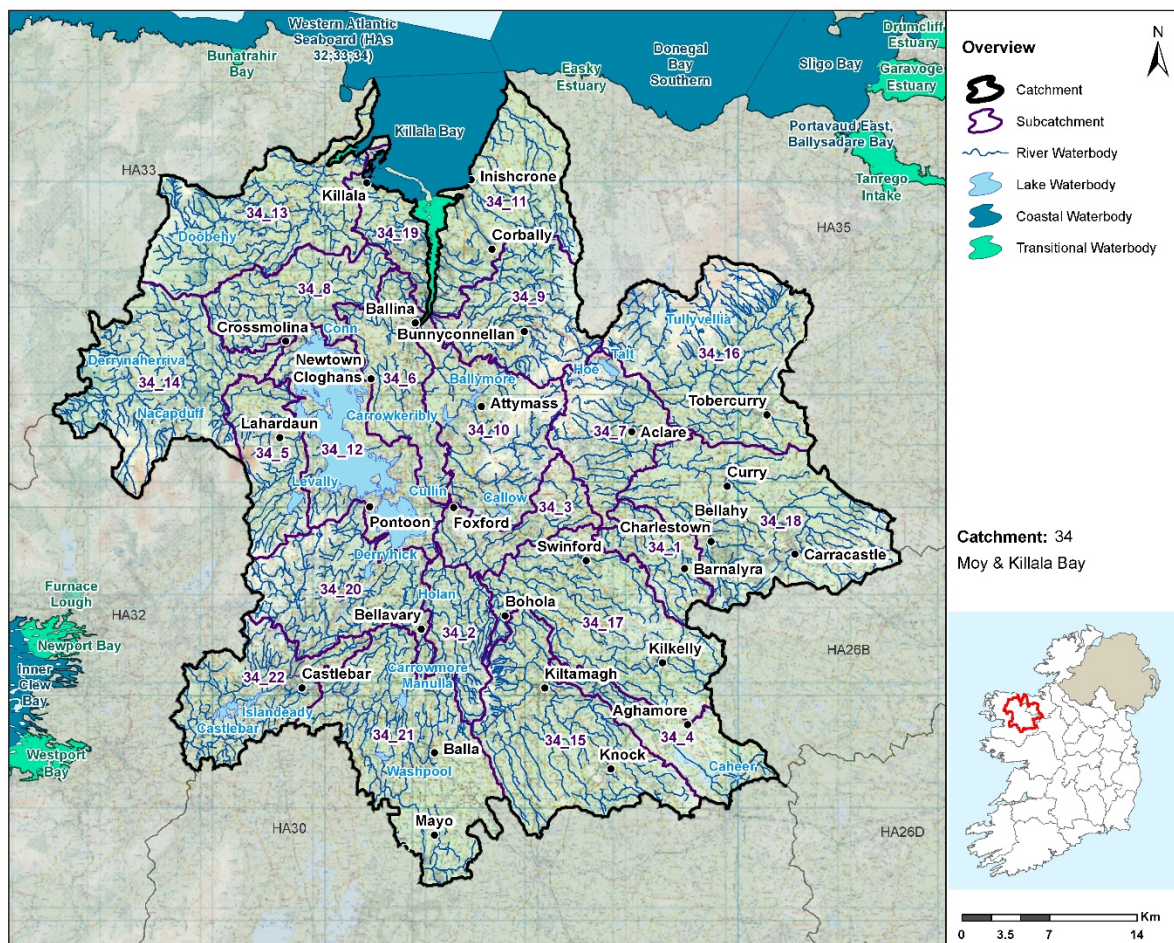 Western Atlantic
Seaboard (HAs
32;33;34)
Bunatrahir
Bay
Donegal
Bay
Southern
Sligo Bay
Drumcliff
Estuary
Garavoge
Estuary
Easky
Estuary
Killala Bay
Portavaud East,
Ballysadare Bay
Tanrego
Intake
HA33
Killala
Inishcrone
34_11
34_13
34_19
Doobehy
Corbally
HA35
34_8
34_9
Ballina
Bunnyconnellan
Crossmolina
Conn
Tullyvellia
34_16
Derrynaherriva
34_14
Newtown
Cloghans
34_6
Talt
Hoe
Ballymore
Attymass
34_10
Nacapduff
Carrowkeribly
Tobercurry
Lahardaun
34_5
34_12
34_7
Aclare
Levally
Cullin
Callow
Curry
Pontoon
Foxford
34_3
Bellahy
34_18
Charlestown
34_1
Swinford
Carracastle
Barnalyra
Derryhick
34_20
Holan
Bohola
34_17
Bellavary
34_2
Furnace
Lough
HA32
Newport Bay
Inner
Clew
Bay
Westport
Bay
Kilkelly
HA26B
34_22
Castlebar
Carrowmore
Manulla
Kiltamagh
Islandeady
Castlebar
Aghamore
34_4
34_21
34_15
Balla
Washpool
Knock
Caheer
Mayo
HA30
HA26D
Overview
N
Catchment
Subcatchment
River Waterbody
Lake Waterbody
Coastal Waterbody
Transitional Waterbody
Catchment: 34
Moy & Killala Bay
Km
0 3.5 7 14